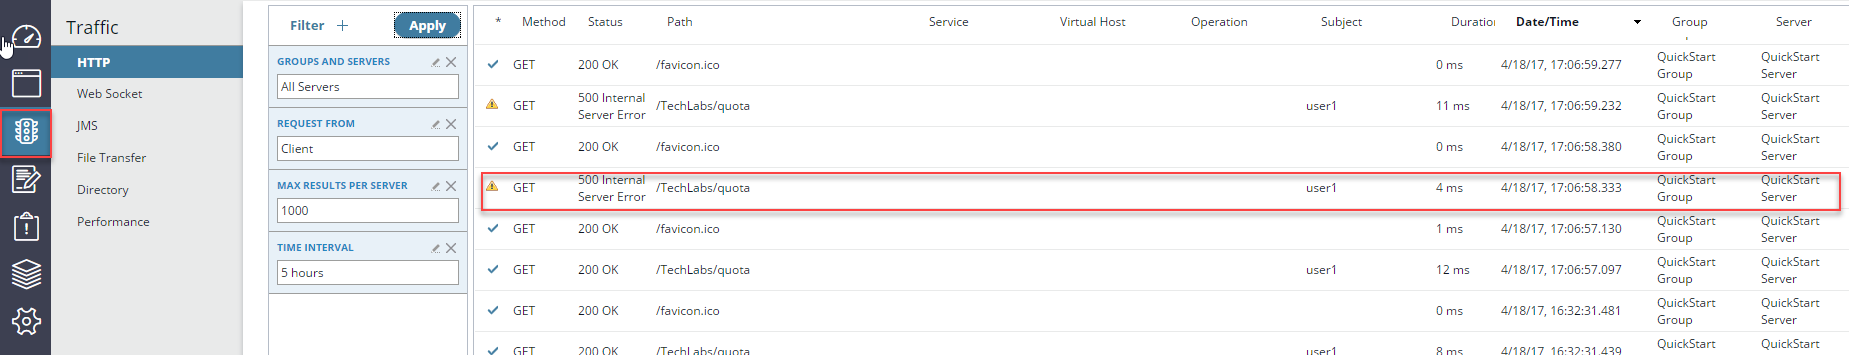 Traffic
HTTP
Web Socket
JMS
File Transfer
Directory
Performance
Filter + Apply
GROUPS AND SERVERS
All Servers
REQUEST FROM
Client
MAX RESULTS PER SERVER
1000
TIME INTERVAL
5 hours
* Method Status Path Service Virtual Host Operation Subject Duration Date/Time Group Server
GET 200 OK /favicon.ico 0 ms 4/18/17, 17:06:59.277 QuickStart Group QuickStart Server
GET 500 Internal Server Error /TechLabs/quota user1 11 ms 4/18/17, 17:06:59.232 QuickStart Group QuickStart Server
GET 200 OK /favicon.ico 0 ms 4/18/17, 17:06:58.380 QuickStart Group QuickStart Server
GET 500 Internal Server Error /TechLabs/quota user1 4 ms 4/18/17, 17:06:58.333 QuickStart Group QuickStart Server
GET 200 OK /favicon.ico 1 ms 4/18/17, 17:06:57.130 QuickStart Group QuickStart Server
GET 200 OK /TechLabs/quota user1 12 ms 4/18/17, 17:06:57.097 QuickStart Group QuickStart Server
GET 200 OK /favicon.ico 0 ms 4/18/17, 16:32:31.481 QuickStart Group QuickStart Server
GET 200 OK /TechLabs/quota user1 8 ms 4/18/17, 16:32:31.439 QuickStart QuickStart